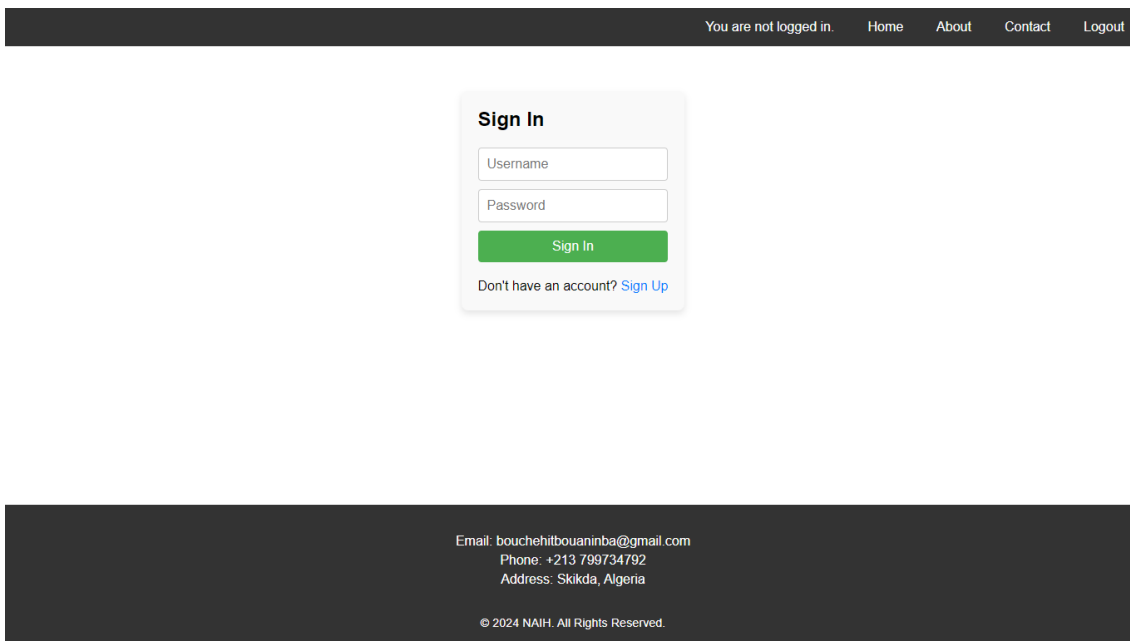 You are not logged in. Home About Contact Logout
Sign In
Username
Password
Sign In
Don't have an account? Sign Up
Email: bouchehitbouaninba@gmail.com
Phone: +213 799734792
Address: Skikda, Algeria
© 2024 NAIH. All Rights Reserved.